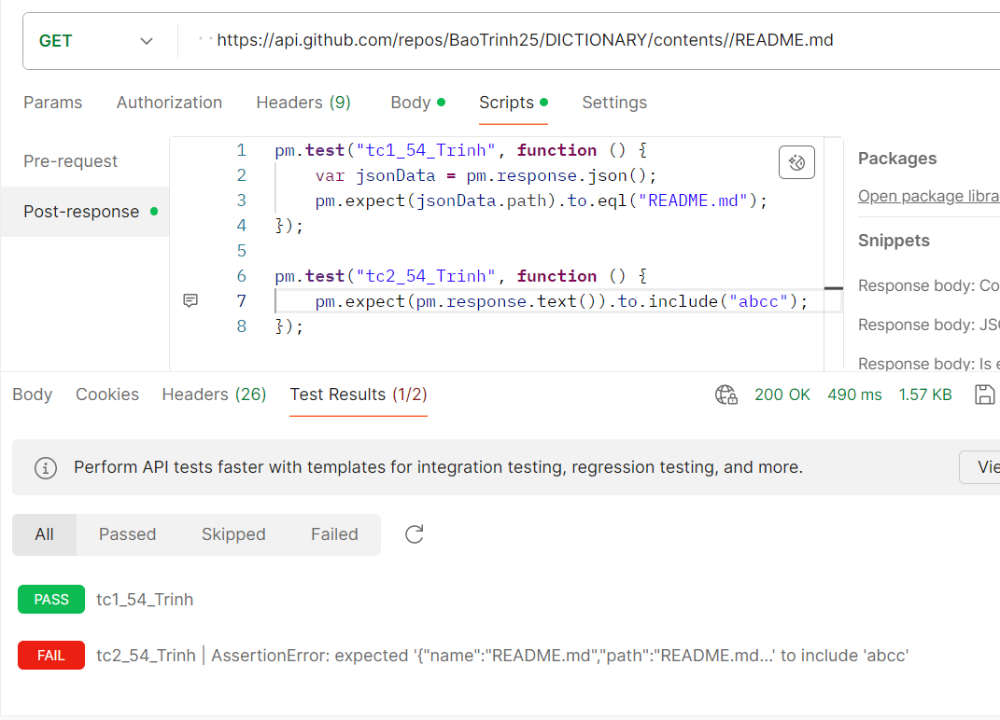 GET
https://api.github.com/repos/BaoTrinh25/DICTIONARY/contents//README.md
Params Authorization Headers (9) Body Scripts Settings
Pre-request
Post-response
1 pm.test("tc1_54_Trinh", function () {
2 var jsonData = pm.response.json();
3 pm.expect(jsonData.path).to.eql("README.md");
4 });
5
6 pm.test("tc2_54_Trinh", function () {
7 pm.expect(pm.response.text()).to.include("abcc");
8 });
Packages
Open package libra
Snippets
Response body: Co
Response body: JSO
Response body: Is e
Body Cookies Headers (26) Test Results (1/2) 200 OK 490 ms 1.57 KB
Perform API tests faster with templates for integration testing, regression testing, and more.
Vie
All Passed Skipped Failed
PASS tc1_54_Trinh
FAIL tc2_54_Trinh | AssertionError: expected '{"name":"README.md","path":"README.md...' to include 'abcc'